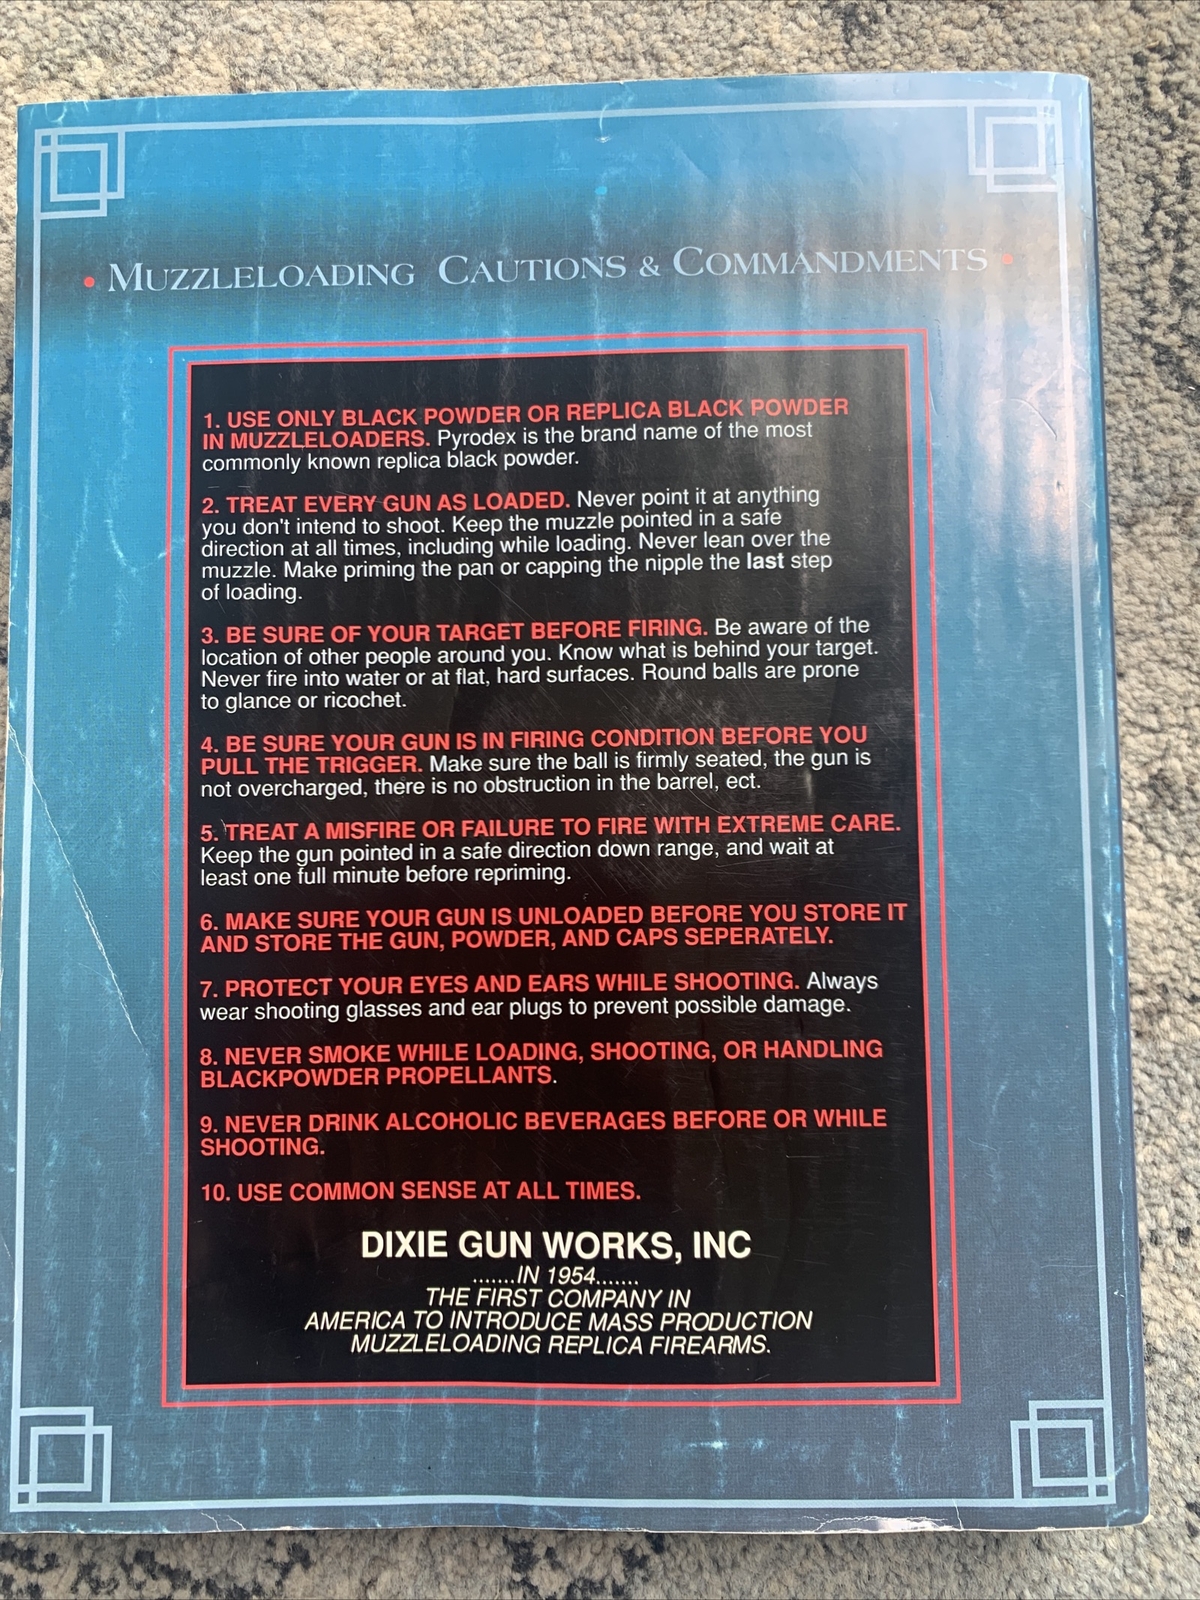 • MUZZLELOADING CAUTIONS & COMMANDMENTS •
1. USE ONLY BLACK POWDER OR REPLICA BLACK POWDER
IN MUZZLELOADERS. Pyrodex is the brand name of the most
commonly known replica black powder.
2. TREAT EVERY GUN AS LOADED. Never point it at anything
you don't intend to shoot. Keep the muzzle pointed in a safe
direction at all times, including while loading. Never lean over the
muzzle. Make priming the pan or capping the nipple the last step
of loading.
3. BE SURE OF YOUR TARGET BEFORE FIRING. Be aware of the
location of other people around you. Know what is behind your target.
Never fire into water or at flat, hard surfaces. Round balls are prone
to glance or ricochet.
4. BE SURE YOUR GUN IS IN FIRING CONDITION BEFORE YOU
PULL THE TRIGGER. Make sure the ball is firmly seated, the gun is
not overcharged, there is no obstruction in the barrel, ect.
5. TREAT A MISFIRE OR FAILURE TO FIRE WITH EXTREME CARE.
Keep the gun pointed in a safe direction down range, and wait at
least one full minute before repriming.
6. MAKE SURE YOUR GUN IS UNLOADED BEFORE YOU STORE IT
AND STORE THE GUN, POWDER, AND CAPS SEPERATELY.
7. PROTECT YOUR EYES AND EARS WHILE SHOOTING. Always
wear shooting glasses and ear plugs to prevent possible damage.
8. NEVER SMOKE WHILE LOADING, SHOOTING, OR HANDLING
BLACKPOWDER PROPELLANTS.
9. NEVER DRINK ALCOHOLIC BEVERAGES BEFORE OR WHILE
SHOOTING.
10. USE COMMON SENSE AT ALL TIMES.
DIXIE GUN WORKS, INC
.......IN 1954.......
THE FIRST COMPANY IN
AMERICA TO INTRODUCE MASS PRODUCTION
MUZZLELOADING REPLICA FIREARMS.